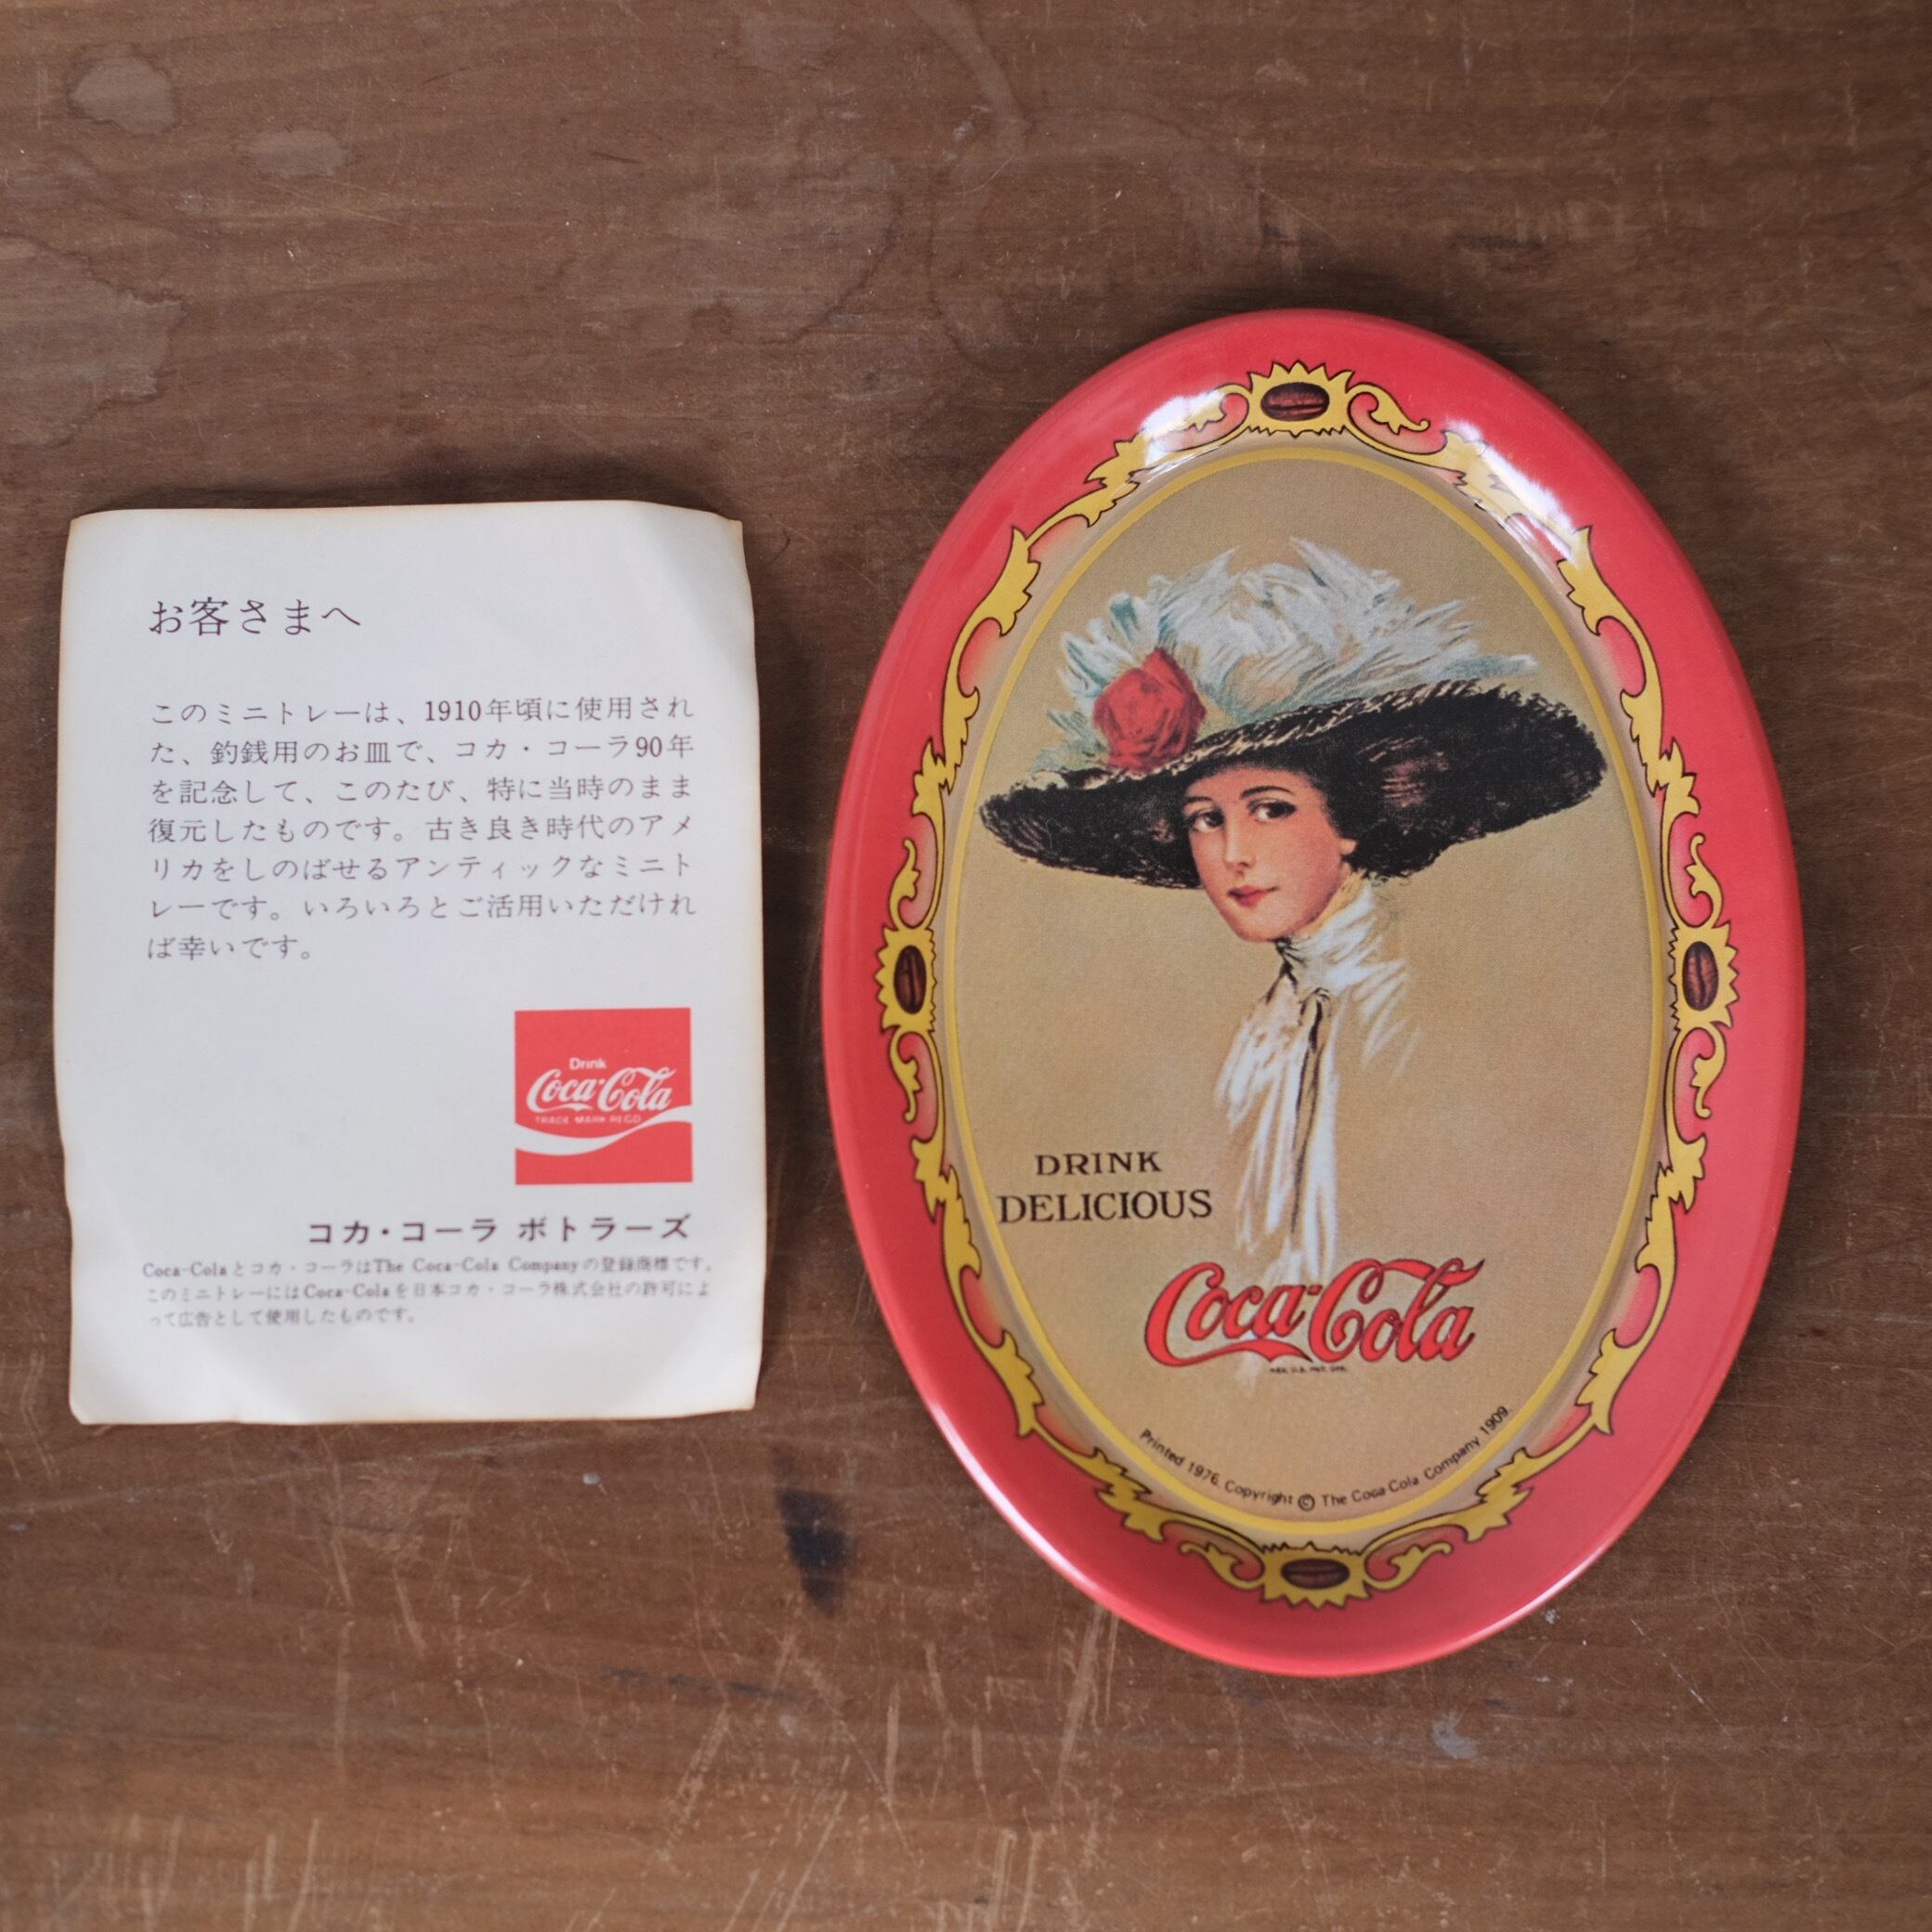 お客さまへ
このミニトレーは、1910年頃に使用され
た、釣銭用のお皿で、コカ・コーラ90年
を記念して、このたび、特に当時のまま
復元したものです。古き良き時代のアメ
リカをしのばせるアンティックなミニト
レーです。いろいろとご活用いただけれ
ば幸いです。
Drink
Coca-Cola
TRADE MARK REGD
コカ・コーラ ボトラーズ
Coca-Colaとコカ・コーラはThe Coca-Cola Companyの登録商標です。
このミニトレーにはCoca-Colaを日本コカ・コーラ株式会社の許可によ
って広告として使用したものです。
DRINK
DELICIOUS
Coca-Cola
REG. U.S. PAT. OFF.
Printed 1976. Copyright © The Coca-Cola Company 1909.